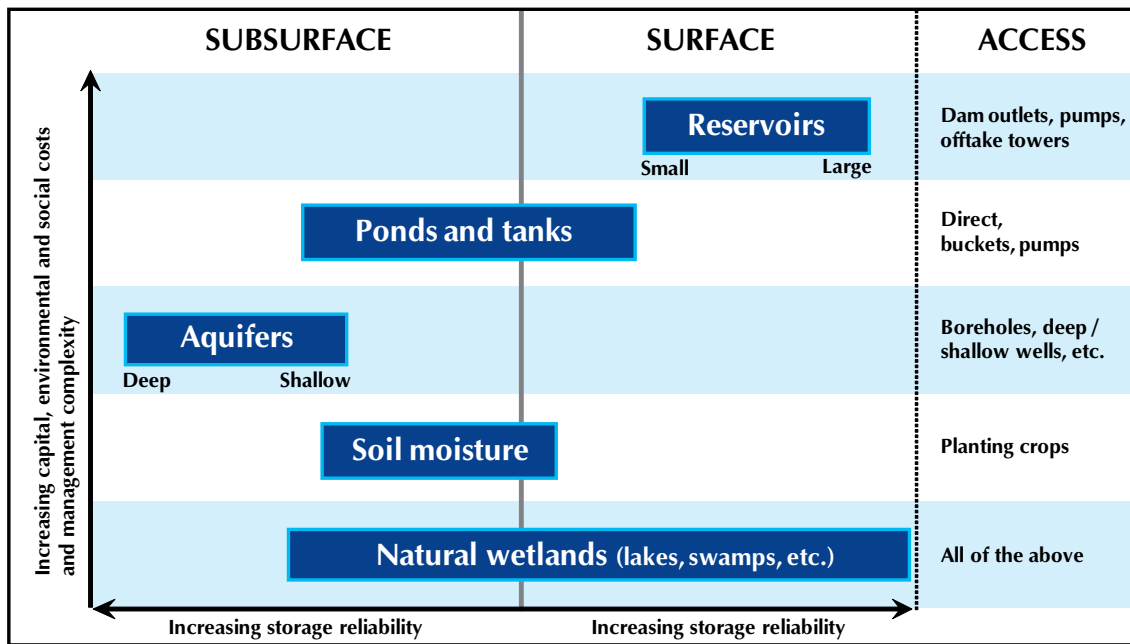 SUBSURFACE
SURFACE
ACCESS
Increasing capital, environmental and social costs
and management complexity
Reservoirs
Small
Large
Dam outlets, pumps,
offtake towers
Ponds and tanks
Direct,
buckets, pumps
Aquifers
Deep
Shallow
Boreholes, deep /
shallow wells, etc.
Soil moisture
Planting crops
Natural wetlands (lakes, swamps, etc.)
All of the above
Increasing storage reliability
Increasing storage reliability